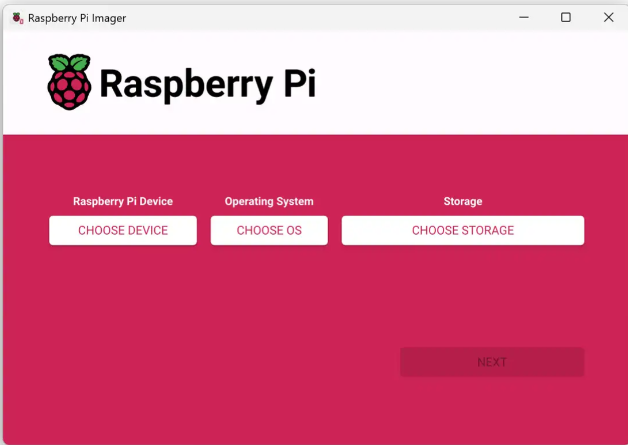 Raspberry Pi Imager
Raspberry Pi
Raspberry Pi Device
Operating System
Storage
CHOOSE DEVICE
CHOOSE OS
CHOOSE STORAGE
NEXT